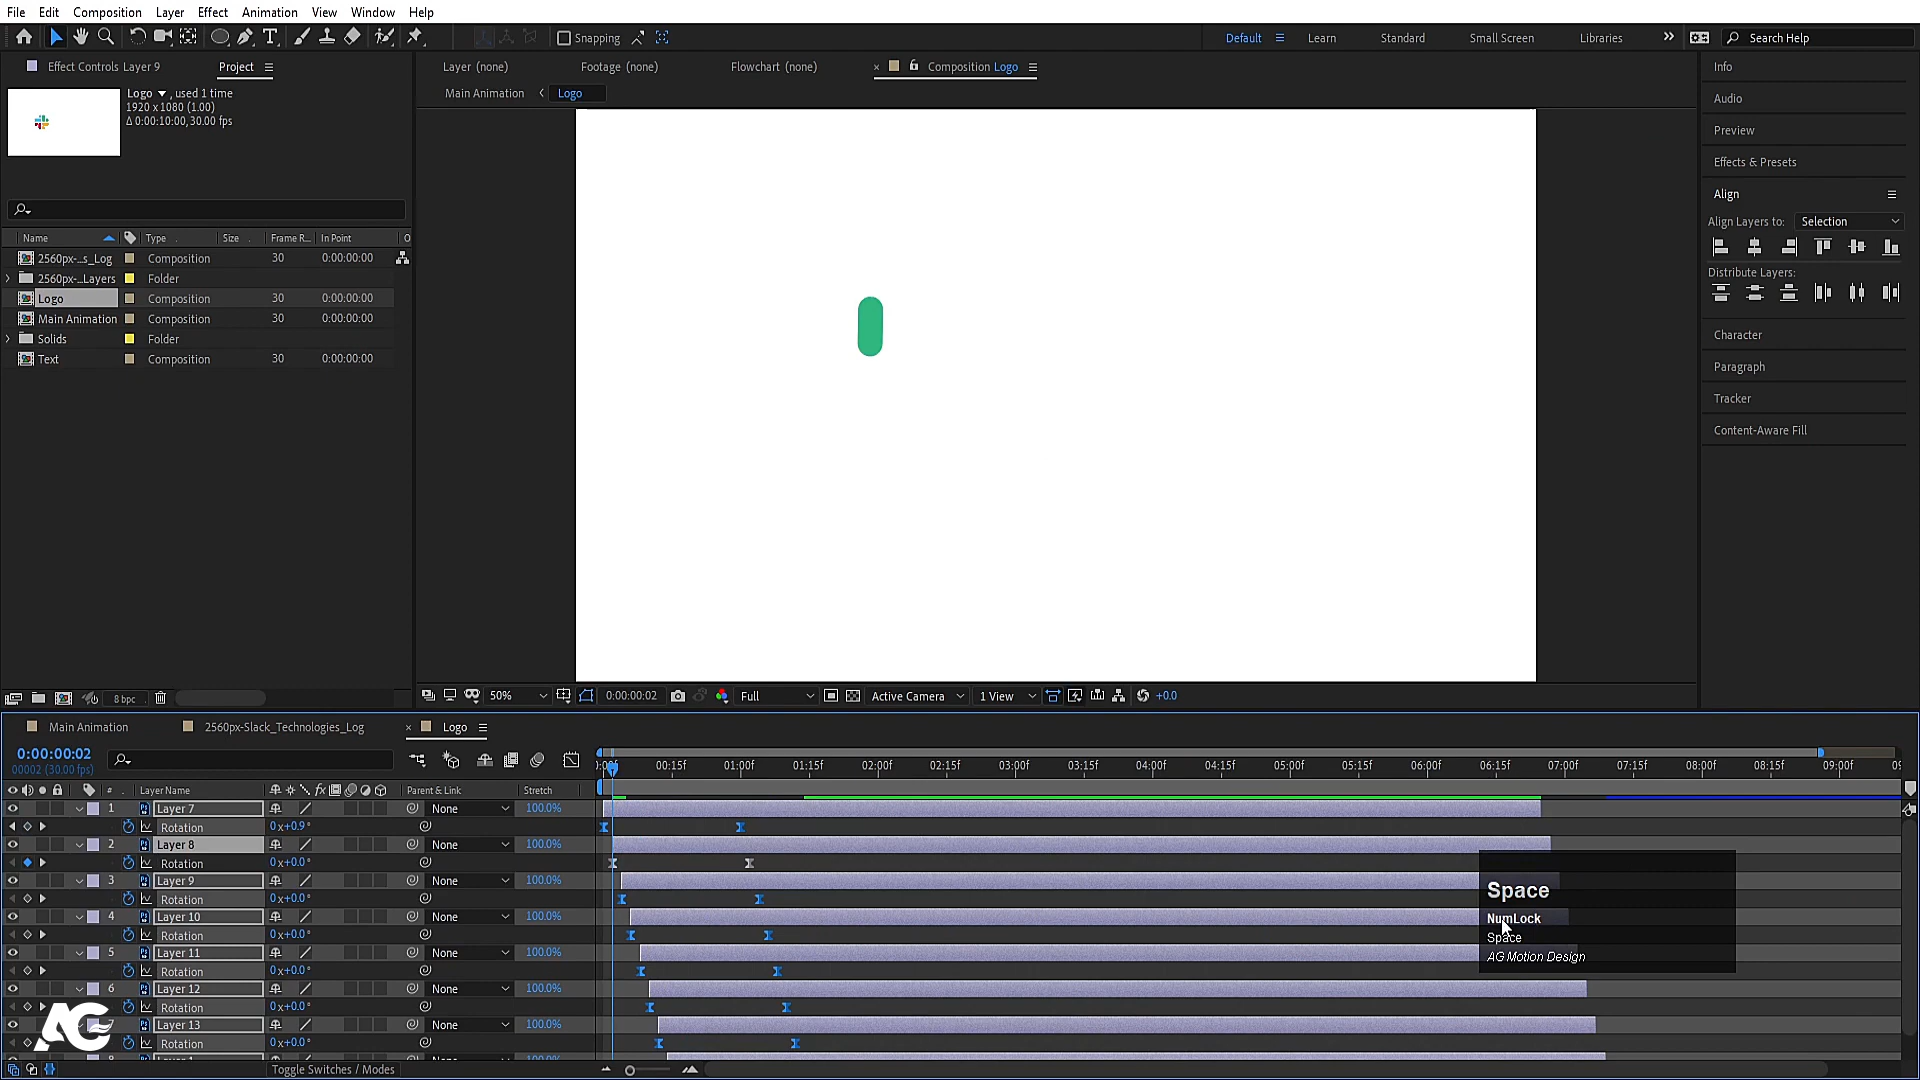 File Edit Composition Layer Effect Animation View Window Help
Snapping Default Learn Standard Small Screen Libraries Search Help
Effect Controls Layer 9 Project
Layer (none) Footage (none) Flowchart (none) × Composition Logo
Main Animation Logo
Logo , used 1 time
1920 x 1080 (1.00)
Δ 0:00:10:00, 30.00 fps
Name Type Size Frame R... In Point
2560px-...s_Log Composition 30 0:00:00:00
2560px-...Layers Folder
Logo Composition 30 0:00:00:00
Main Animation Composition 30 0:00:00:00
Solids Folder
Text Composition 30 0:00:00:00
Info
Audio
Preview
Effects & Presets
Align
Align Layers to: Selection
Distribute Layers:
Character
Paragraph
Tracker
Content-Aware Fill
8 bpc
50% 0:00:00:02 Full Active Camera 1 View +0.0
Main Animation 2560px-Slack_Technologies_Log × Logo
0:00:00:02
00002 (30.00 fps)
00:15f 01:00f 01:15f 02:00f 02:15f 03:00f 03:15f 04:00f 04:15f 05:00f 05:15f 06:00f 06:15f 07:00f 07:15f 08:00f 08:15f 09:00f
# Layer Name fx Parent & Link Stretch
1 Layer 7 None 100.0%
Rotation 0x+0.9°
2 Layer 8 None 100.0%
Rotation 0x+0.0°
3 Layer 9 None 100.0%
Rotation 0x+0.0°
4 Layer 10 None 100.0%
Rotation 0x+0.0°
5 Layer 11 None 100.0%
Rotation 0x+0.0°
6 Layer 12 None 100.0%
Rotation 0x+0.0°
Layer 13 None 100.0%
Rotation 0x+0.0°
Toggle Switches / Modes
Space
NumLock
Space
AG Motion Design
AG